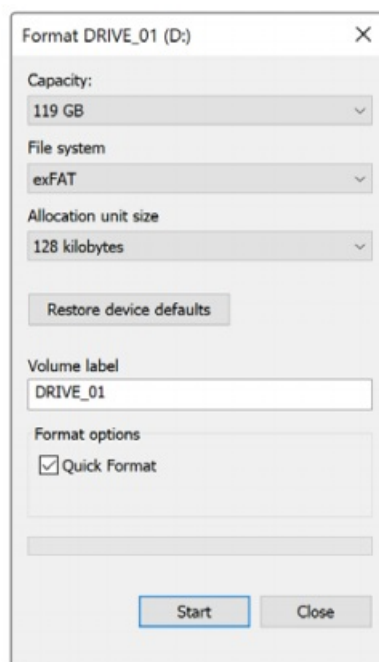 Format DRIVE_01 (D:)
Capacity:
119 GB
File system
exFAT
Allocation unit size
128 kilobytes
Restore device defaults
Volume label
DRIVE_01
Format options
Quick Format
Start Close